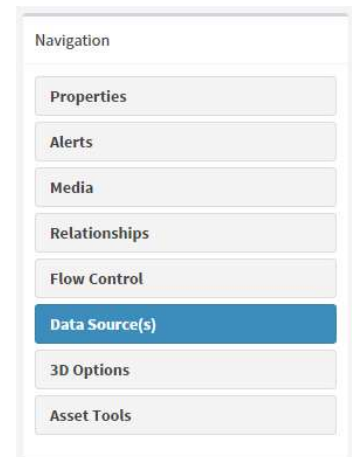 Navigation
Properties
Alerts
Media
Relationships
Flow Control
Data Source(s)
3D Options
Asset Tools